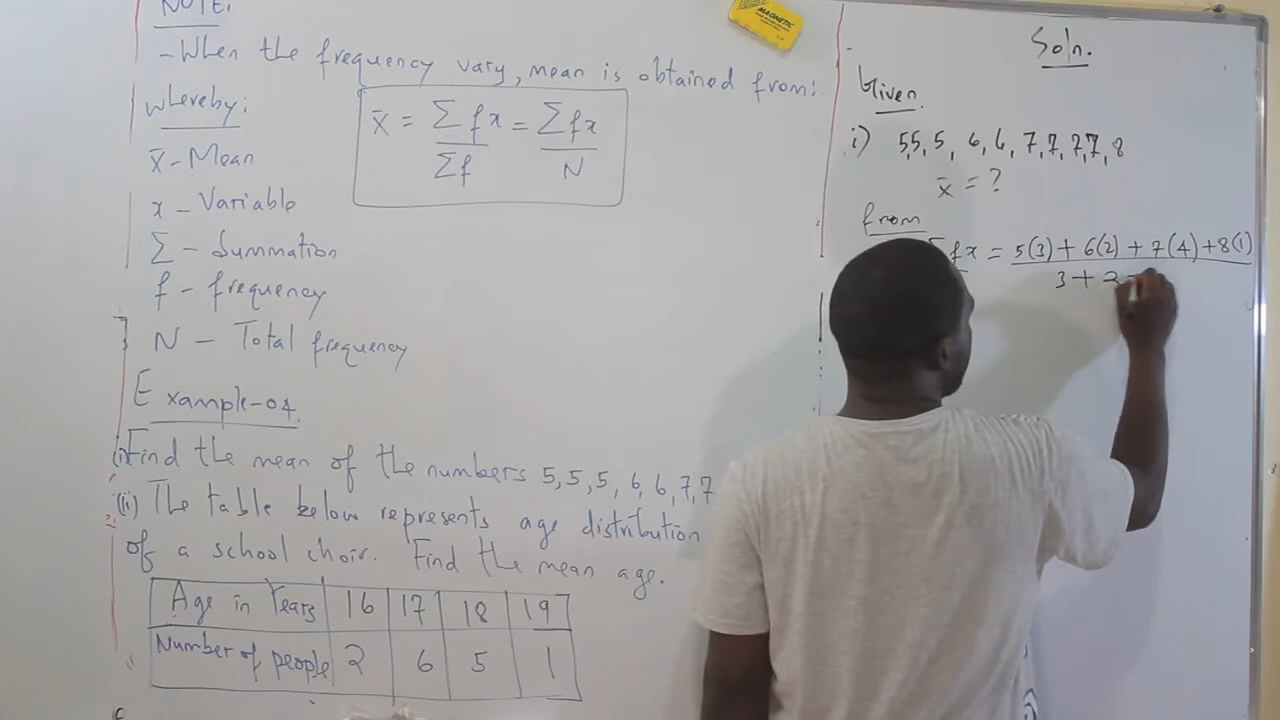 NOTE:
-When the frequency vary, mean is obtained from:
x̄ = Σfx/Σf = Σfx/N
whereby:
x̄ - Mean
x - Variable
Σ - Summation
f - frequency
N - Total frequency
Example-04
(i) Find the mean of the numbers 5,5,5,6,6,7,7
(ii) The table below represents age distribution
of a school choir. Find the mean age.
Age in Years 16 17 18 19
Number of people 2 6 5 1
MAGNETIC
Soln.
Given.
i) 5,5,5, 6,6,7,7,7,7,8
x̄ = ?
from
fx = 5(3)+ 6(2)+ 7(4)+8(1)
3+2